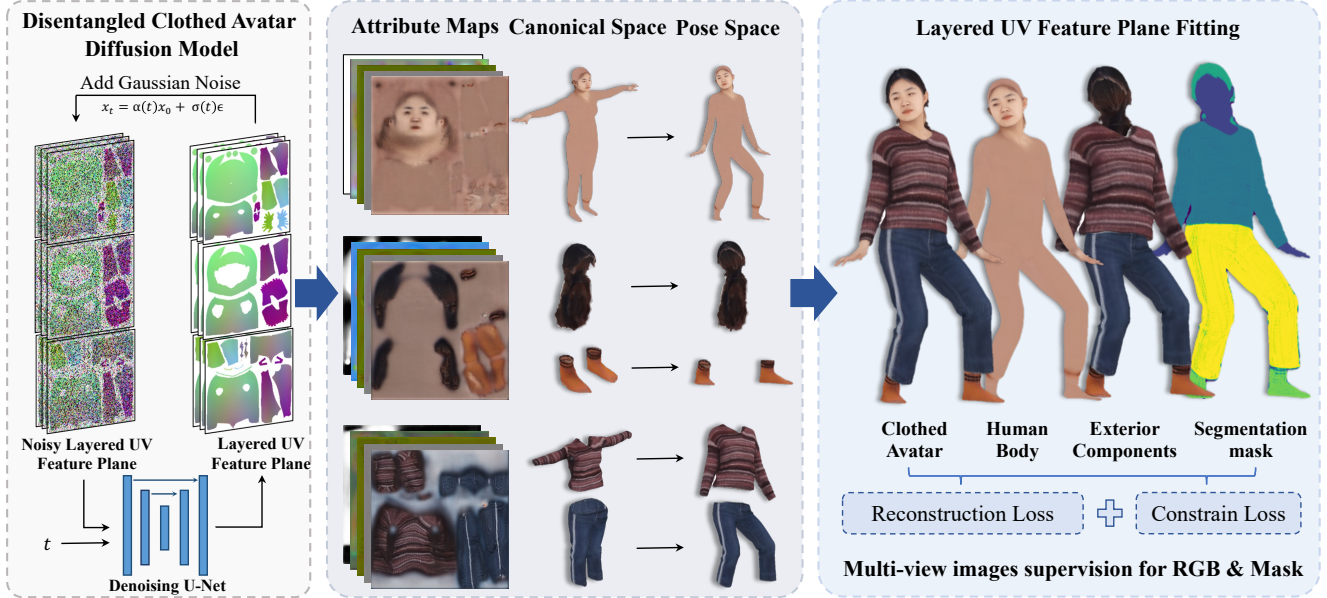 Disentangled Clothed Avatar
Diffusion Model
Add Gaussian Noise
x_t = α(t)x_0 + σ(t)ϵ
Noisy Layered UV
Feature Plane
Layered UV
Feature Plane
t
Denoising U-Net
Attribute Maps
Canonical Space
Pose Space
Layered UV Feature Plane Fitting
Clothed
Avatar
Human
Body
Exterior
Components
Segmentation
mask
Reconstruction Loss
Constrain Loss
Multi-view images supervision for RGB & Mask